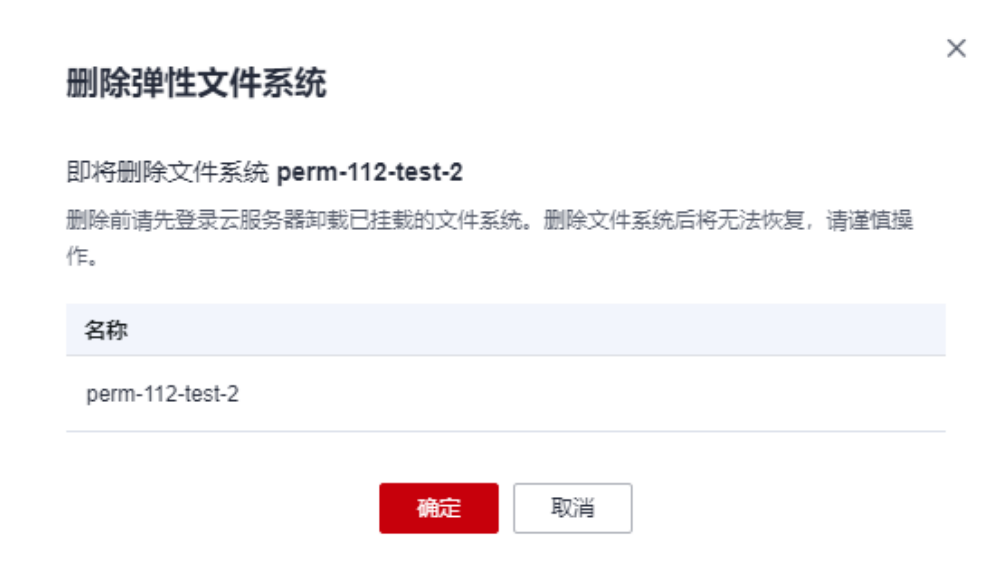 删除弹性文件系统
即将删除文件系统 perm-112-test-2
删除前请先登录云服务器卸载已挂载的文件系统。删除文件系统后将无法恢复，请谨慎操
作。
名称
perm-112-test-2
确定 取消